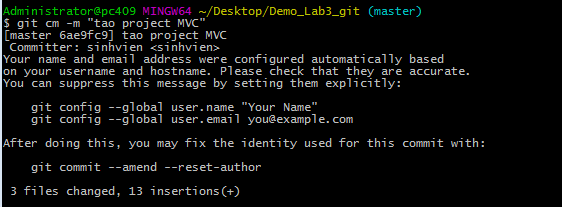 Administrator@pc409 MINGW64 ~/Desktop/Demo_Lab3_git (master)
$ git cm -m "tao project MVC"
[master 6ae9fc9] tao project MVC
 Committer: sinhvien <sinhvien>
Your name and email address were configured automatically based
on your username and hostname. Please check that they are accurate.
You can suppress this message by setting them explicitly:

    git config --global user.name "Your Name"
    git config --global user.email you@example.com

After doing this, you may fix the identity used for this commit with:

    git commit --amend --reset-author

 3 files changed, 13 insertions(+)